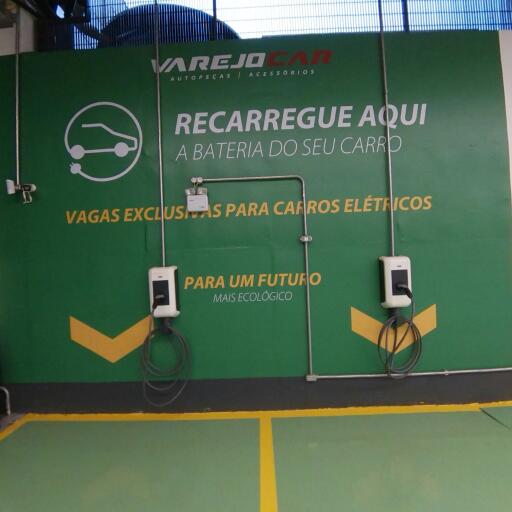 VAREJOCAR
AUTOPEÇAS | ACESSÓRIOS
RECARREGUE AQUI
A BATERIA DO SEU CARRO
VAGAS EXCLUSIVAS PARA CARROS ELÉTRICOS
PARA UM FUTURO
MAIS ECOLÓGICO